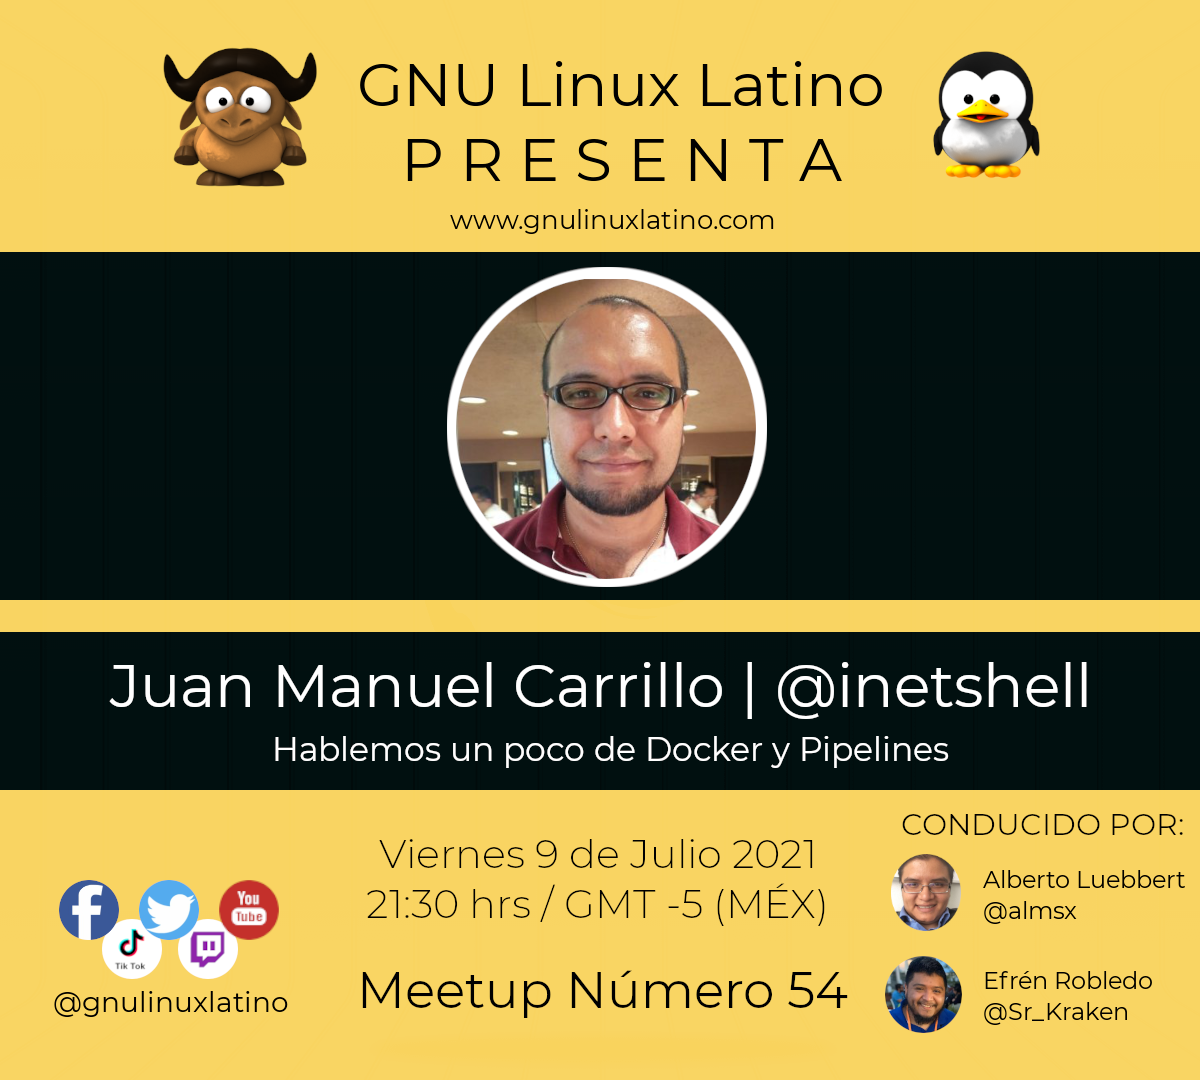 GNU Linux Latino
PRESENTA
www.gnulinuxlatino.com
Juan Manuel Carrillo | @inetshell
Hablemos un poco de Docker y Pipelines
Viernes 9 de Julio 2021
21:30 hrs / GMT -5 (MÉX)
Meetup Número 54
You
Tube
Tik Tok
@gnulinuxlatino
CONDUCIDO POR:
Alberto Luebbert
@almsx
Efrén Robledo
@Sr_Kraken